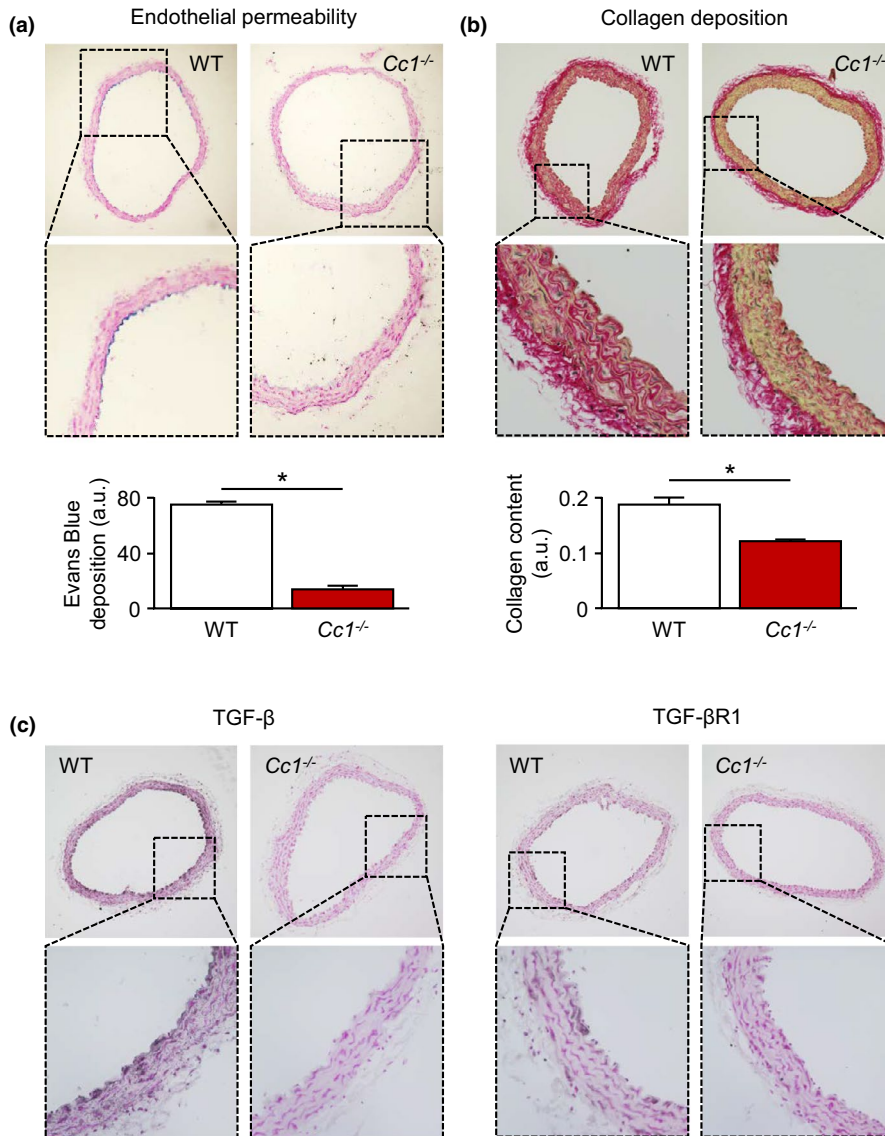 (a)
Endothelial permeability
WT
Cc1-/-
80
40
0
Evans Blue
deposition (a.u.)
*
WT
Cc1-/-
(b)
Collagen deposition
WT
Cc1-/-
0.2
0.1
0
Collagen content
(a.u.)
*
WT
Cc1-/-
(c)
TGF-β
WT
Cc1-/-
TGF-βR1
WT
Cc1-/-